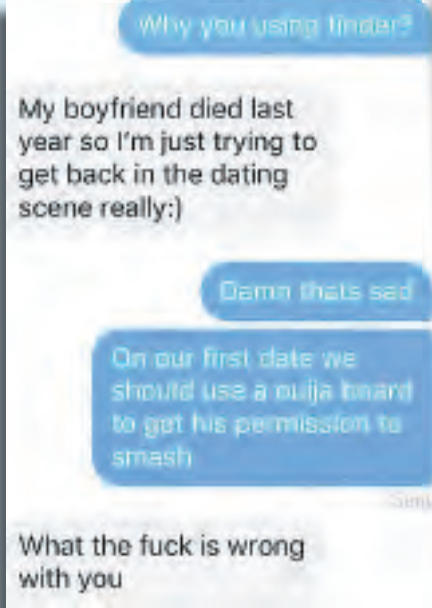 Why you using tinder?
My boyfriend died last
year so I'm just trying to
get back in the dating
scene really:)
Damn thats sad
On our first date we
should use a ouija board
to get his permission to
smash
What the fuck is wrong
with you